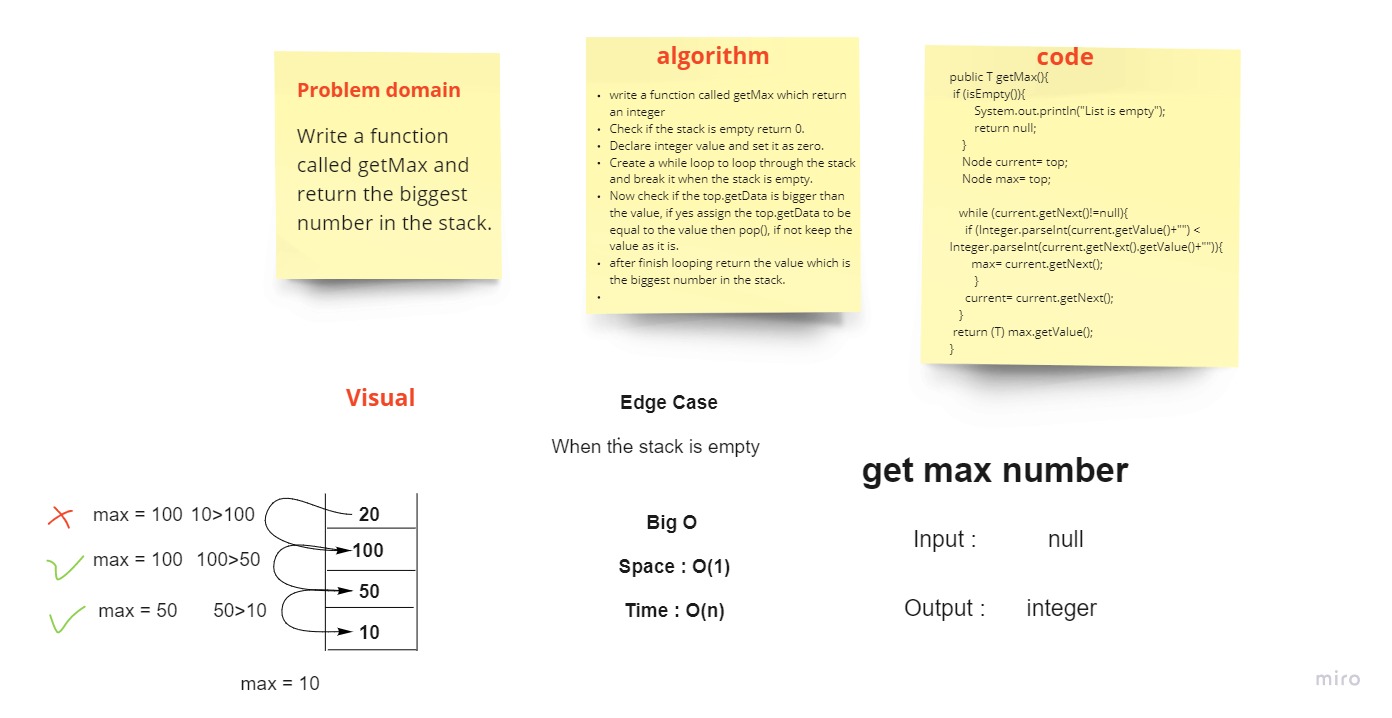 Problem domain
Write a function
called getMax and
return the biggest
number in the stack.
algorithm
• write a function called getMax which return
an integer
• Check if the stack is empty return 0.
• Declare integer value and set it as zero.
• Create a while loop to loop through the stack
and break it when the stack is empty.
• Now check if the top.getData is bigger than
the value, if yes assign the top.getData to be
equal to the value then pop(), if not keep the
value as it is.
• after finish looping return the value which is
the biggest number in the stack.
•
code
public T getMax(){
if (isEmpty()){
System.out.println("List is empty");
return null;
}
Node current= top;
Node max= top;
while (current.getNext()!=null){
if (Integer.parseInt(current.getValue()+"") <
Integer.parseInt(current.getNext().getValue()+"")){
max= current.getNext();
}
current= current.getNext();
}
return (T) max.getValue();
}
Visual
max = 100 10>100
20
max = 100 100>50
100
50
max = 50 50>10
10
max = 10
Edge Case
When the stack is empty
Big O
Space : O(1)
Time : O(n)
get max number
Input : null
Output : integer
miro